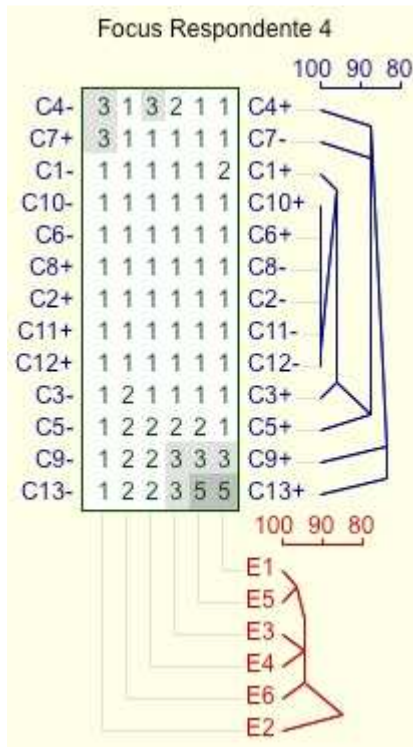 Focus Respondente 4
100 90 80
C4- 3 1 3 2 1 1 C4+
C7+ 3 1 1 1 1 1 C7-
C1- 1 1 1 1 1 2 C1+
C10- 1 1 1 1 1 1 C10+
C6- 1 1 1 1 1 1 C6+
C8+ 1 1 1 1 1 1 C8-
C2+ 1 1 1 1 1 1 C2-
C11+ 1 1 1 1 1 1 C11-
C12+ 1 1 1 1 1 1 C12-
C3- 1 2 1 1 1 1 C3+
C5- 1 2 2 2 2 1 C5+
C9- 1 2 2 3 3 3 C9+
C13- 1 2 2 3 5 5 C13+
100 90 80
E1
E5
E3
E4
E6
E2